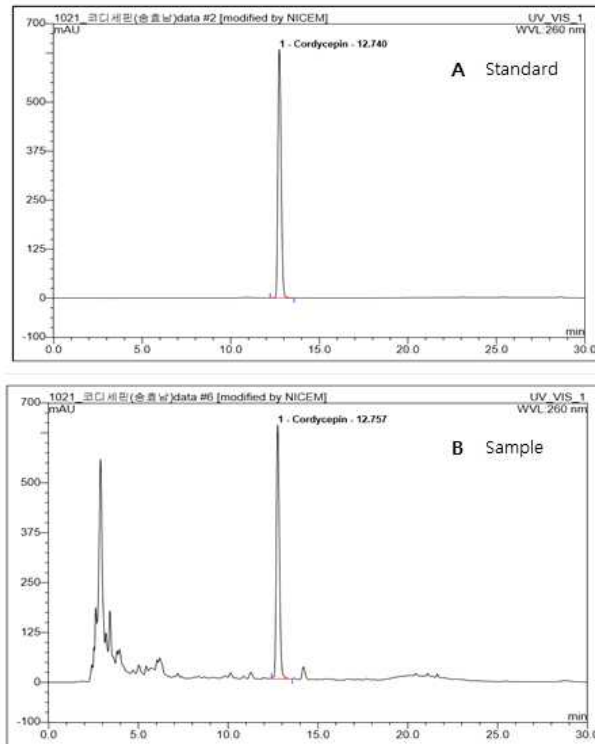 1021_코디세핀(송효남)data #2 [modified by NICEM] UV_VIS_1
mAU WVL:260 nm
1 - Cordycepin - 12.740
A Standard
700
500
375
250
125
0
-100
min
0.0 5.0 10.0 15.0 20.0 25.0 30.0
1021_코디세핀(송효남)data #6 [modified by NICEM] UV_VIS_1
mAU WVL:260 nm
1 - Cordycepin - 12.757
B Sample
700
500
375
250
125
0
-100
min
0.0 5.0 10.0 15.0 20.0 25.0 30.0